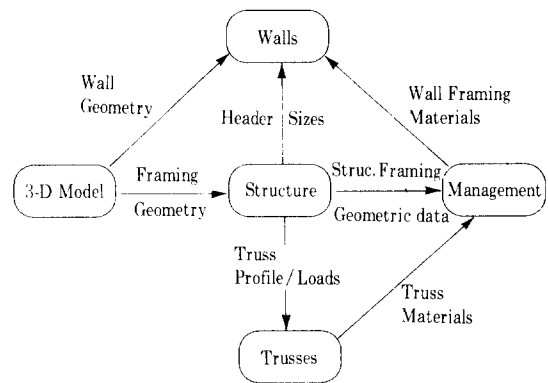 Walls
Wall
Geometry
Wall Framing
Materials
Header
Sizes
3-D Model
Framing
Geometry
Structure
Struc. Framing
Geometric data
Management
Truss
Profile/Loads
Truss
Materials
Trusses